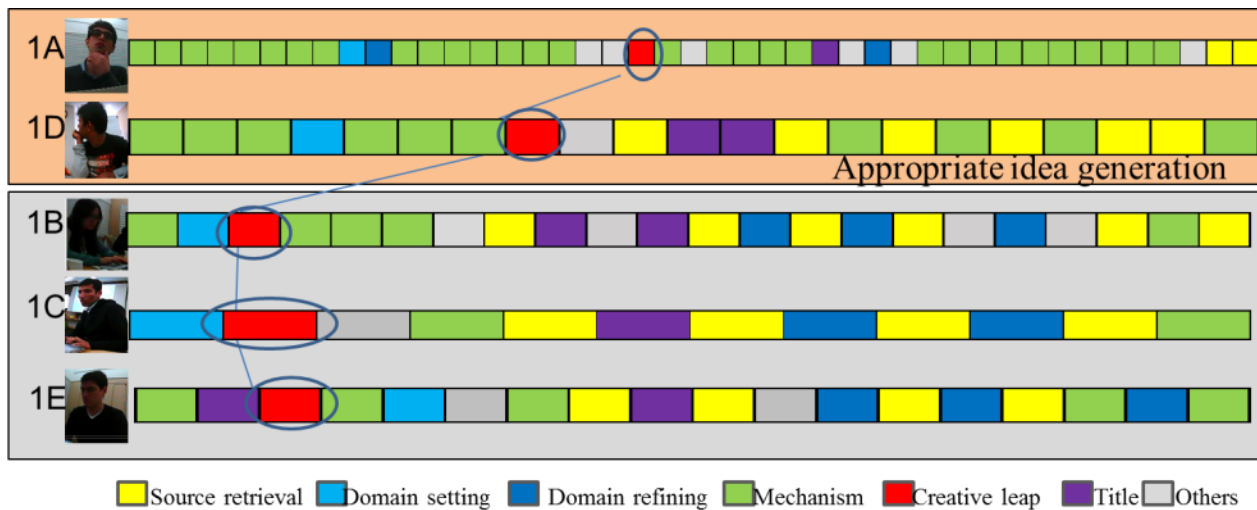 1A
1D
Appropriate idea generation
1B
1C
1E
Source retrieval Domain setting Domain refining Mechanism Creative leap Title Others